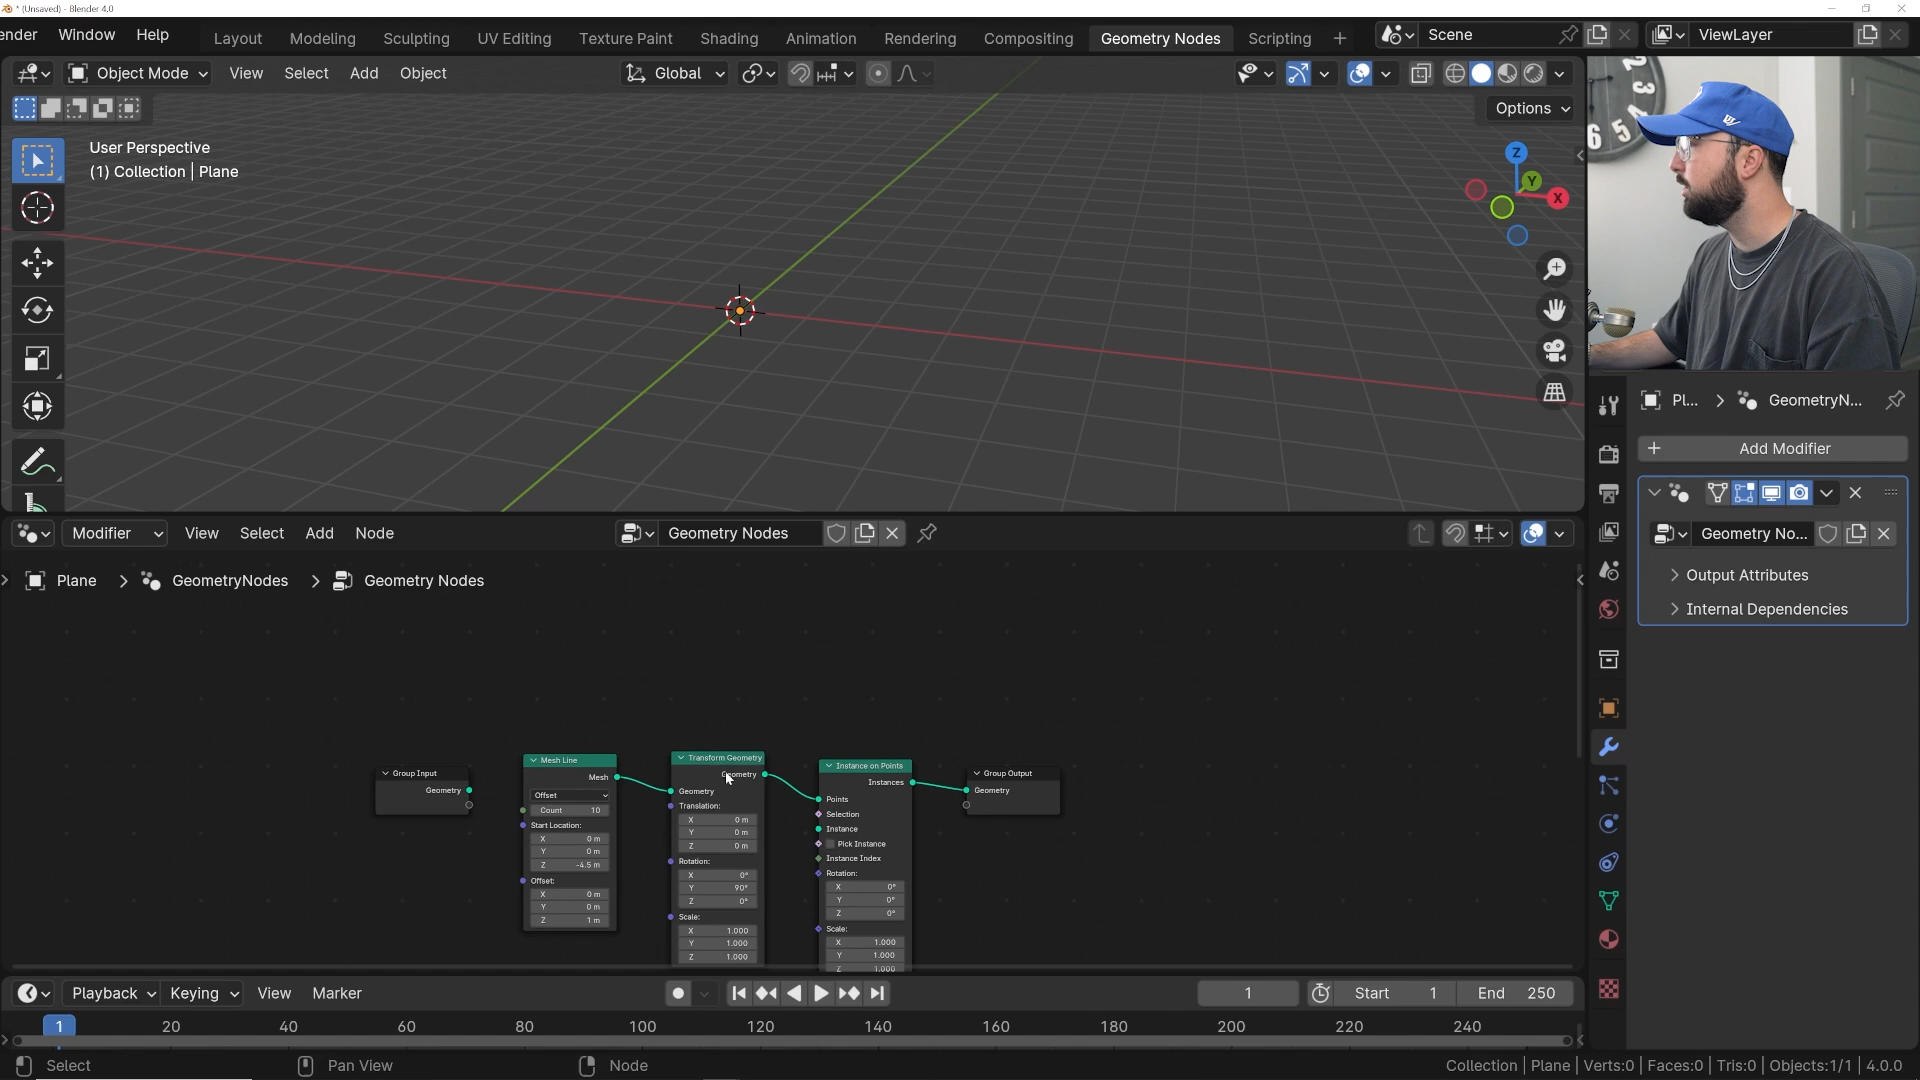 * (Unsaved) - Blender 4.0
ender Window Help Layout Modeling Sculpting UV Editing Texture Paint Shading Animation Rendering Compositing Geometry Nodes Scripting + Scene ViewLayer
Object Mode View Select Add Object Global
Options
User Perspective
(1) Collection | Plane
Z
Y
X
2
3
5
6
Pl... > GeometryN...
+ Add Modifier
Geometry No...
Output Attributes
Internal Dependencies
Modifier View Select Add Node Geometry Nodes
Plane > GeometryNodes > Geometry Nodes
Group Input
Geometry
Mesh Line
Mesh
Offset
Count 10
Start Location:
X 0 m
Y 0 m
Z -4.5 m
Offset:
X 0 m
Y 0 m
Z 1 m
Transform Geometry
Geometry
Geometry
Translation:
X 0 m
Y 0 m
Z 0 m
Rotation:
X 0°
Y 90°
Z 0°
Scale:
X 1.000
Y 1.000
Z 1.000
Instance on Points
Instances
Points
Selection
Instance
Pick Instance
Instance Index
Rotation:
X 0°
Y 0°
Z 0°
Scale:
X 1.000
Y 1.000
Z 1.000
Group Output
Geometry
Playback Keying View Marker 1 Start 1 End 250
1 20 40 60 80 100 120 140 160 180 200 220 240
Select Pan View Node Collection | Plane | Verts:0 | Faces:0 | Tris:0 | Objects:1/1 | 4.0.0